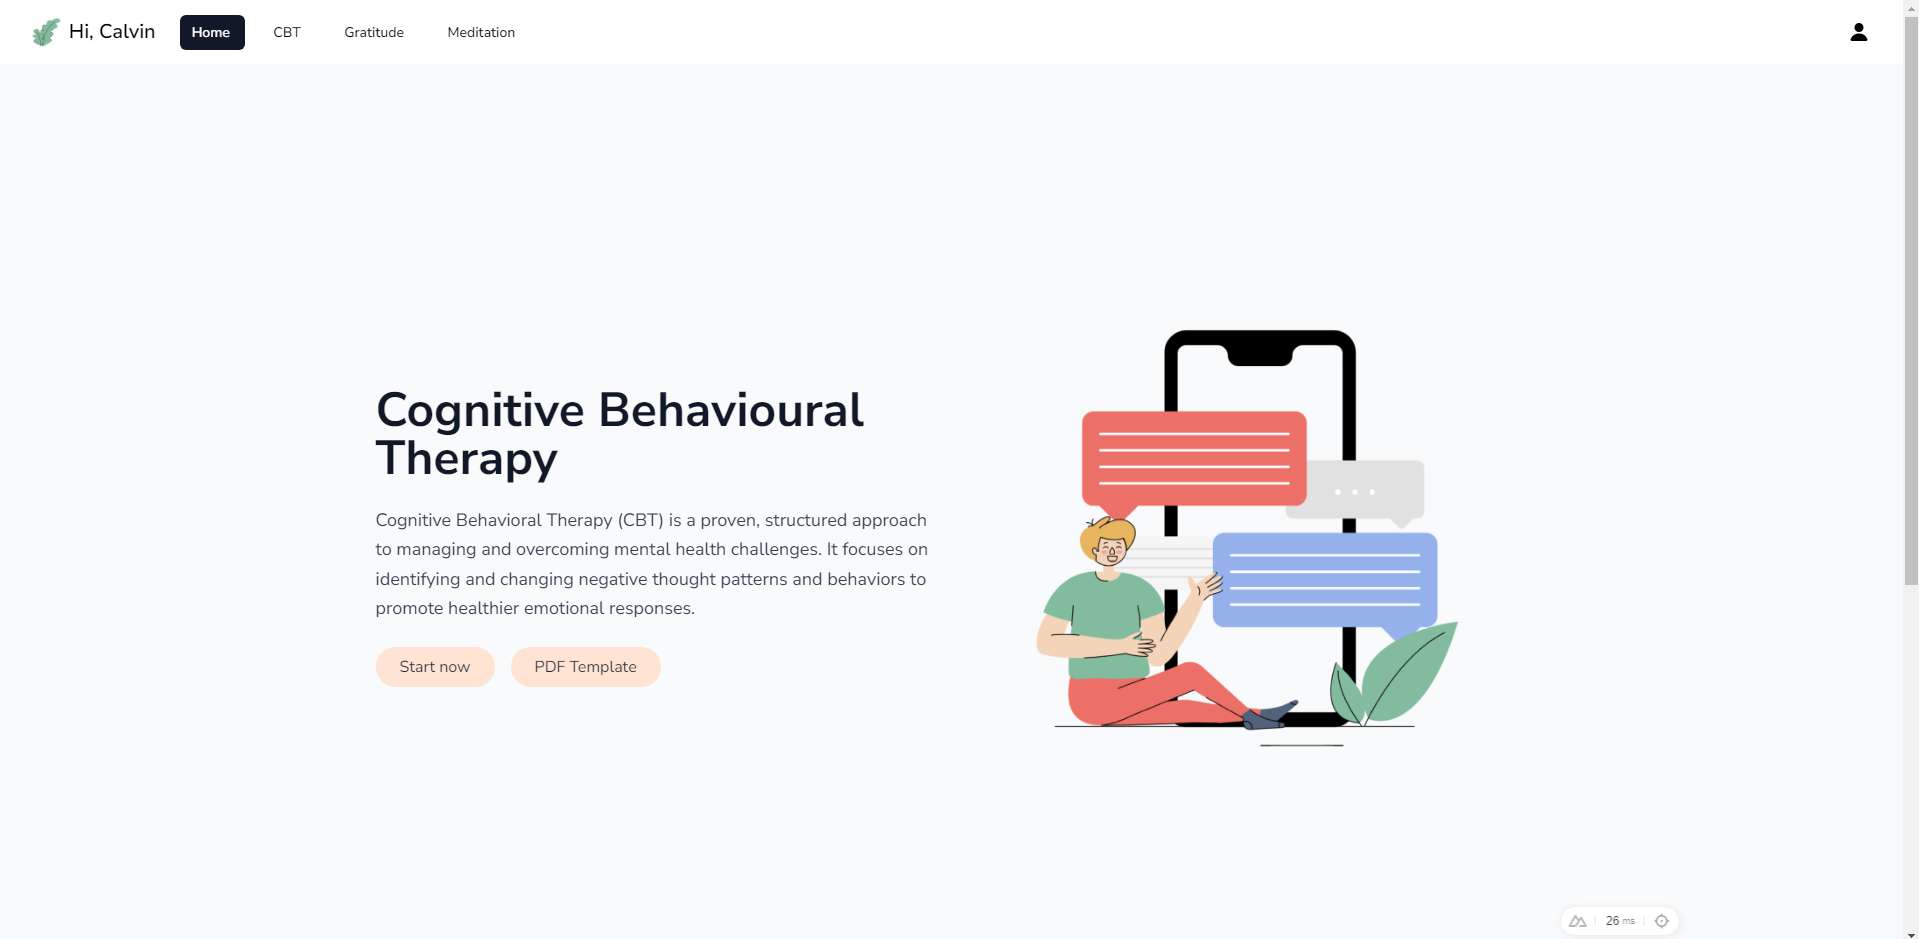 Hi, Calvin
Home
CBT
Gratitude
Meditation
Cognitive Behavioural
Therapy
Cognitive Behavioral Therapy (CBT) is a proven, structured approach
to managing and overcoming mental health challenges. It focuses on
identifying and changing negative thought patterns and behaviors to
promote healthier emotional responses.
Start now
PDF Template
26 ms